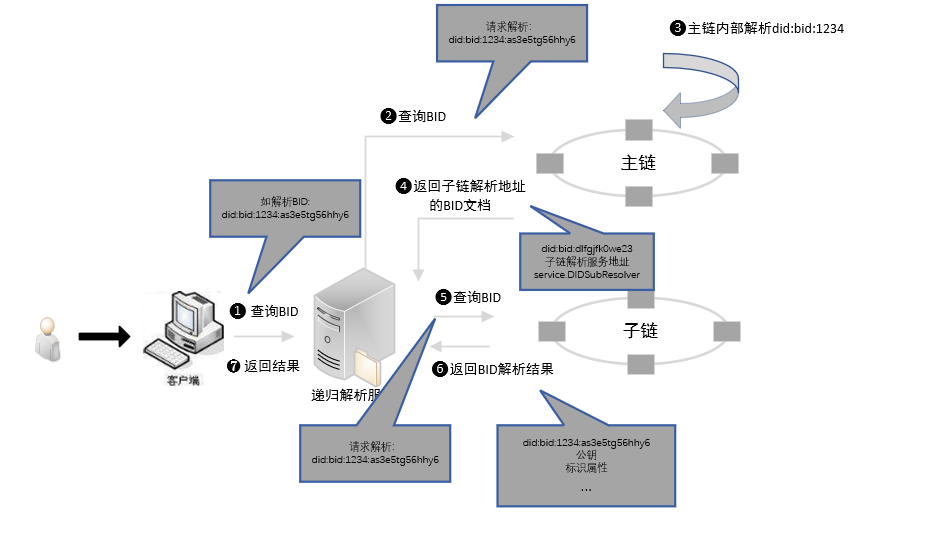 请求解析:
did:bid:1234:as3e5tg56hhy6
❸主链内部解析did:bid:1234
❷查询BID
主链
❹返回子链解析地址
的BID文档
如解析BID:
did:bid:1234:as3e5tg56hhy6
did:bid:dlfgjfk0we23
子链解析服务地址
service.DIDSubResolver
❶ 查询BID
❺查询BID
子链
❼返回结果
❻返回BID解析结果
客户端
递归解析服
请求解析:
did:bid:1234:as3e5tg56hhy6
did:bid:1234:as3e5tg56hhy6
公钥
标识属性
...